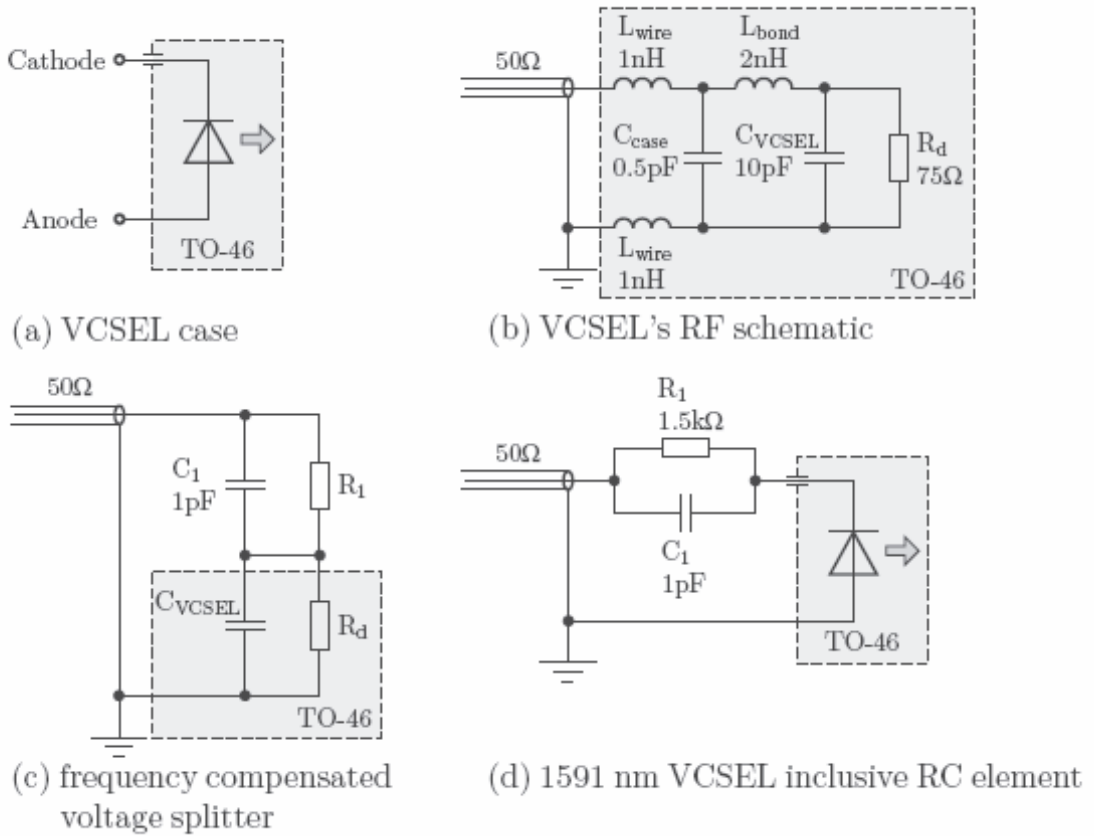 Cathode
Anode
TO-46
(a) VCSEL case
50Ω
L_wire
1nH
L_bond
2nH
C_case
0.5pF
C_VCSEL
10pF
R_d
75Ω
L_wire
1nH
TO-46
(b) VCSEL's RF schematic
50Ω
C_1
1pF
R_1
C_VCSEL
R_d
TO-46
(c) frequency compensated
voltage splitter
50Ω
R_1
1.5kΩ
C_1
1pF
TO-46
(d) 1591 nm VCSEL inclusive RC element